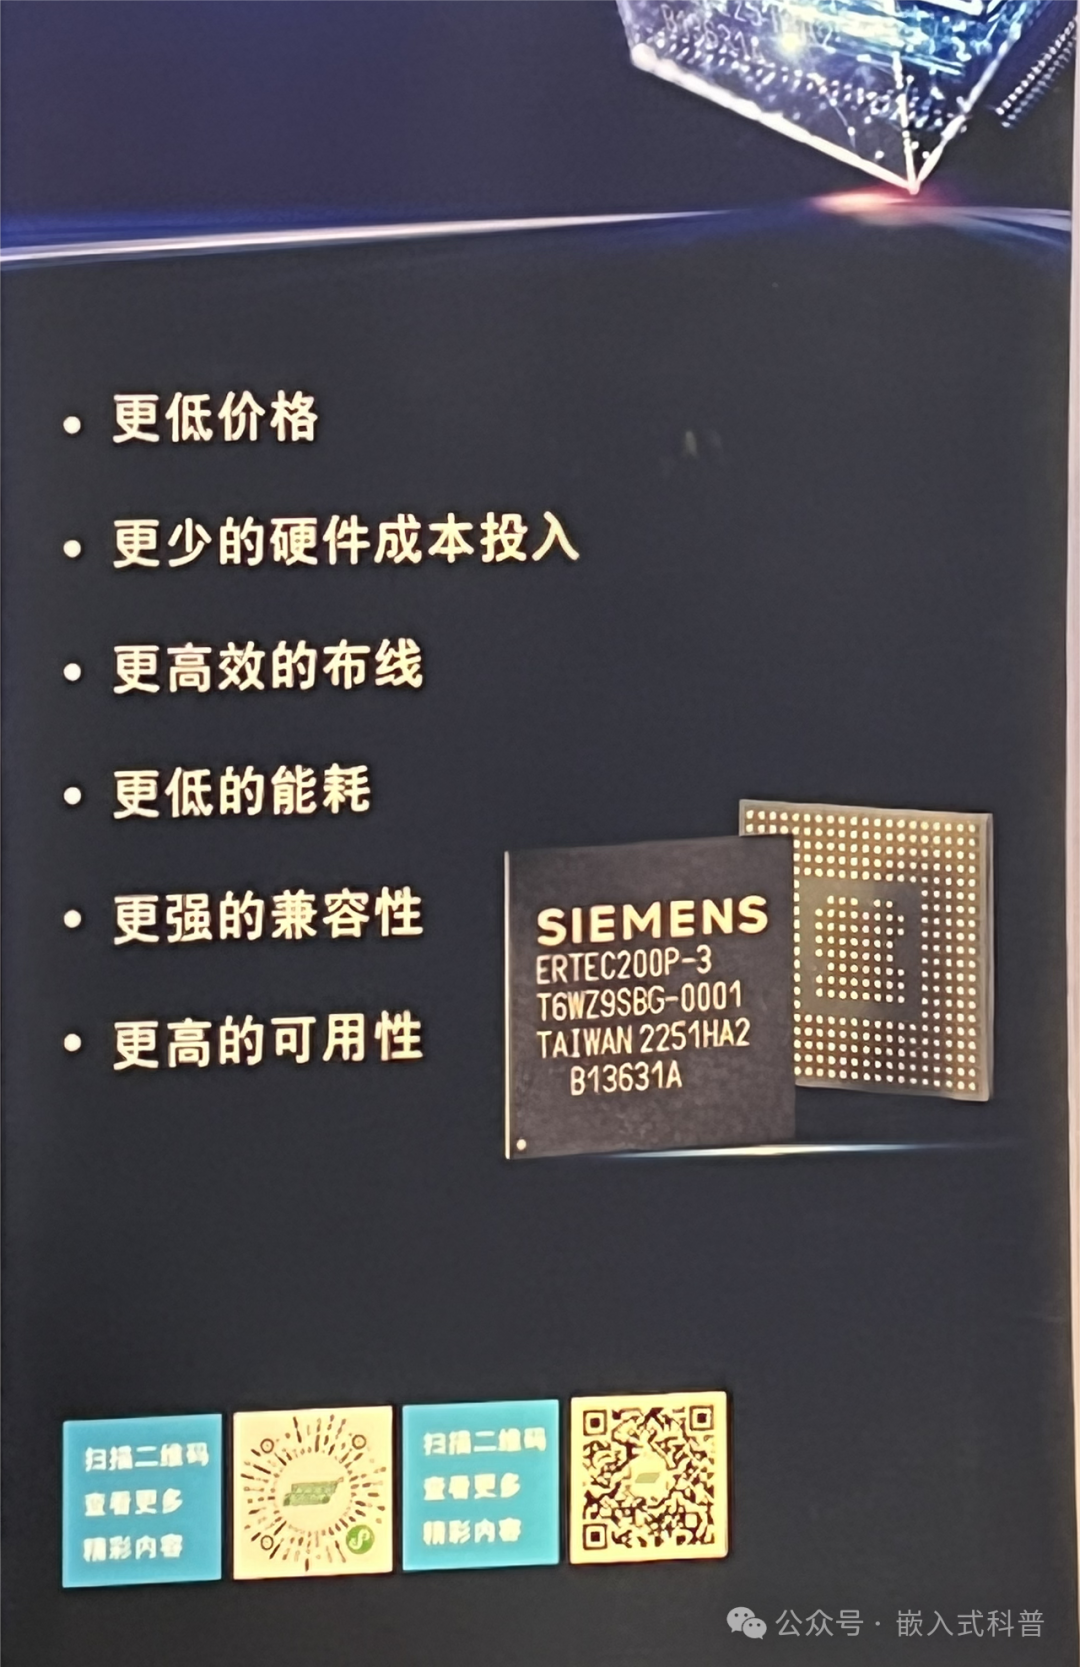 B13631A
更低价格
更少的硬件成本投入
更高效的布线
更低的能耗
更强的兼容性
更高的可用性
SIEMENS
ERTEC200P-3
T6WZ9SBG-0001
TAIWAN 2251HA2
B13631A
扫描二维码
查看更多
精彩内容
扫描二维码
查看更多
精彩内容
公众号 · 嵌入式科普